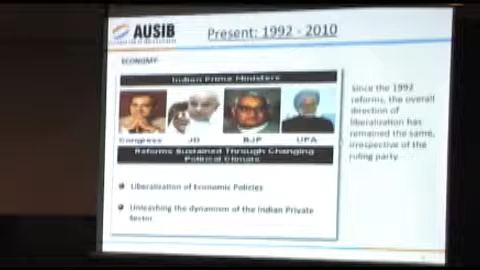 AUSIB
Present: 1992 - 2010
ECONOMY
Indian Prime Ministers
Congress JD BJP UPA
Reforms Sustained Through Changing
Political Climate
Liberalization of Economic Policies
Unleashing the dynamism of the Indian Private
Sector
Since the 1992
reforms, the overall
direction of
liberalization has
remained the same,
irrespective of the
ruling party.